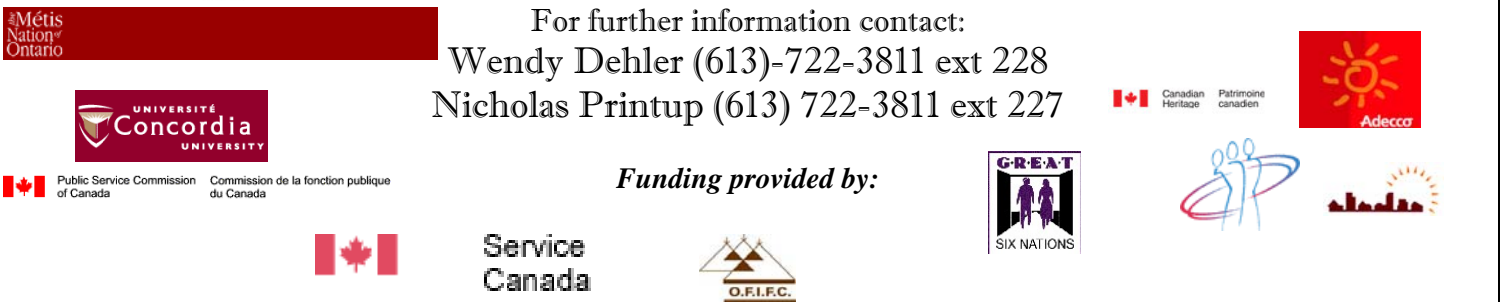 the Métis
Nation of
Ontario
For further information contact:
Wendy Dehler (613)-722-3811 ext 228
Nicholas Printup (613) 722-3811 ext 227
UNIVERSITÉ
Concordia
UNIVERSITY
Canadian Patrimoine
Heritage canadien
Adecco
Public Service Commission Commission de la fonction publique
of Canada du Canada
Funding provided by:
G·R·E·A·T
SIX NATIONS
Service
Canada
O.F.I.F.C.